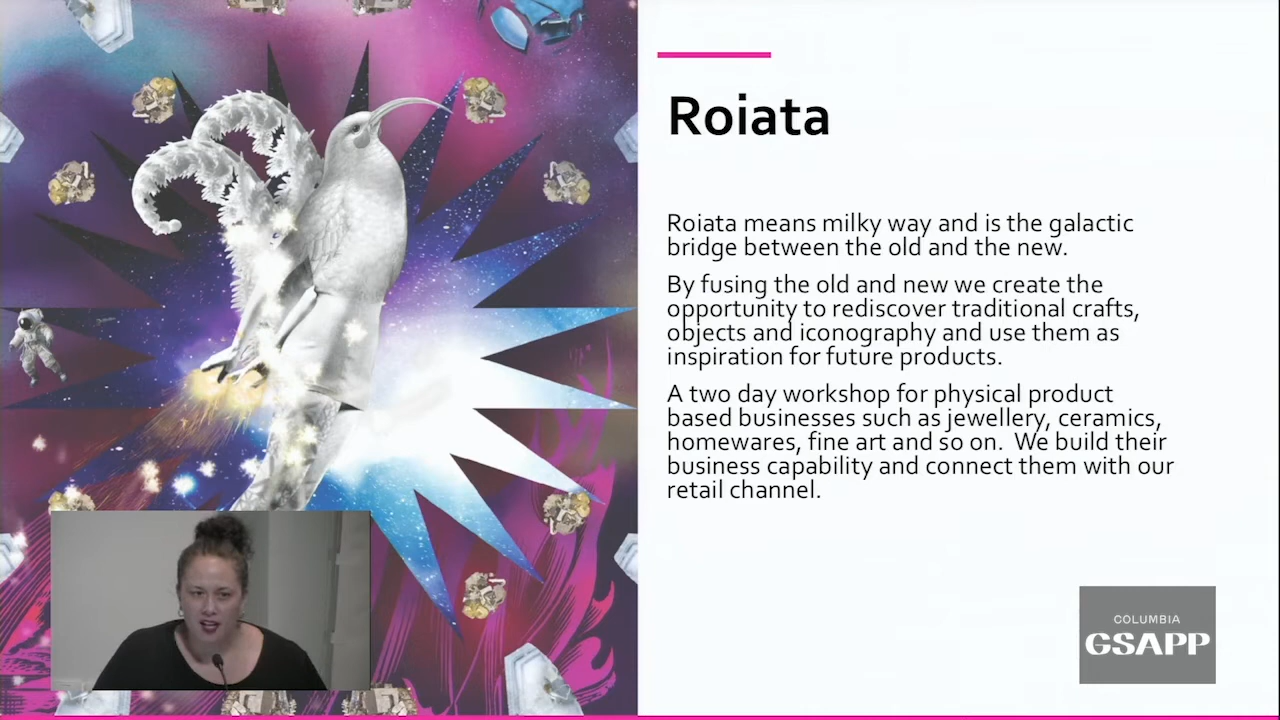 Roiata
Roiata means milky way and is the galactic
bridge between the old and the new.
By fusing the old and new we create the
opportunity to rediscover traditional crafts,
objects and iconography and use them as
inspiration for future products.
A two day workshop for physical product
based businesses such as jewellery, ceramics,
homewares, fine art and so on.  We build their
business capability and connect them with our
retail channel.
COLUMBIA
GSAPP